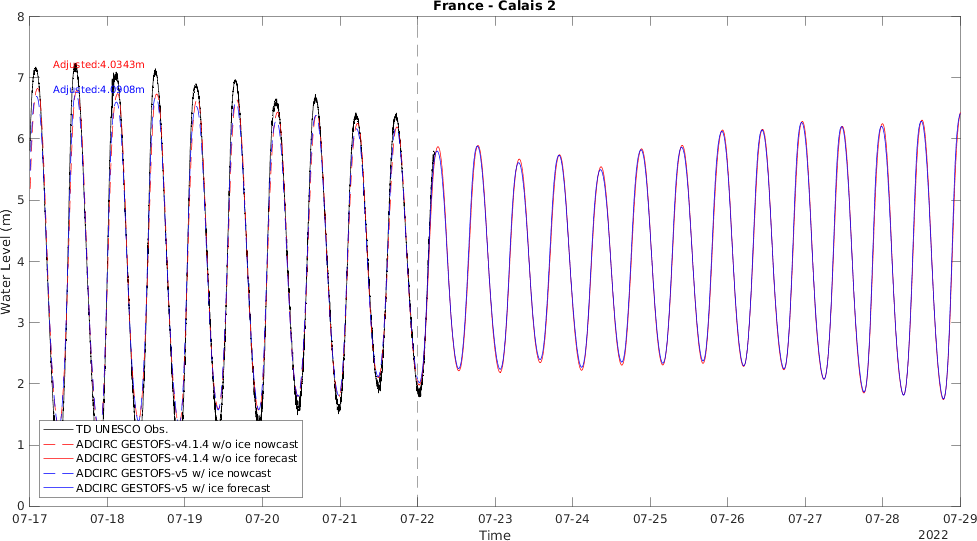 France - Calais 2
8
7
6
5
4
3
2
1
0
Water Level (m)
Adjusted:4.0343m
Adjusted:4.0908m
TD UNESCO Obs.
ADCIRC GESTOFS-v4.1.4 w/o ice nowcast
ADCIRC GESTOFS-v4.1.4 w/o ice forecast
ADCIRC GESTOFS-v5 w/ ice nowcast
ADCIRC GESTOFS-v5 w/ ice forecast
07-17 07-18 07-19 07-20 07-21 07-22 07-23 07-24 07-25 07-26 07-27 07-28 07-29
Time
2022